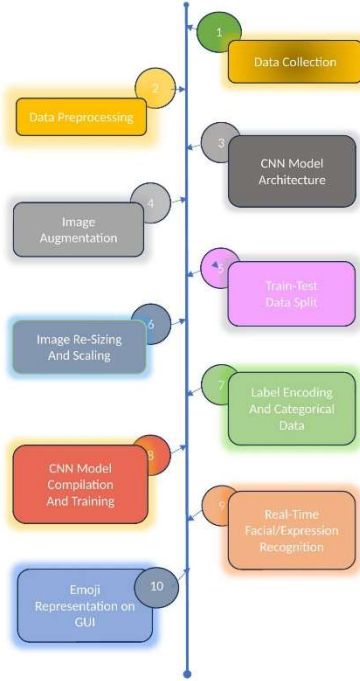 1
Data Collection
2
Data Preprocessing
3
CNN Model
Architecture
4
Image
Augmentation
5
Train-Test
Data Split
6
Image Re-Sizing
And Scaling
7
Label Encoding
And Categorical
Data
8
CNN Model
Compilation
And Training
9
Real-Time
Facial/Expression
Recognition
10
Emoji
Representation on
GUI